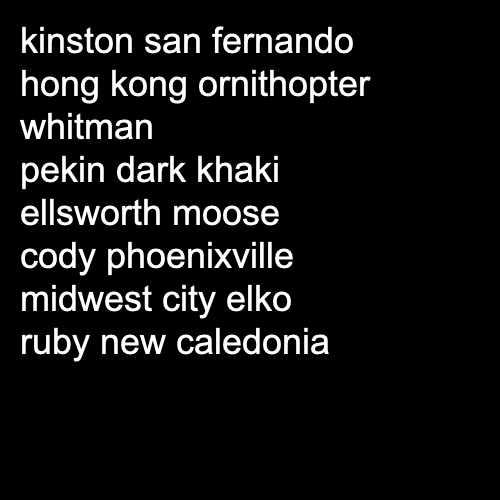 kinston san fernando
hong kong ornithopter
whitman
pekin dark khaki
ellsworth moose
cody phoenixville
midwest city elko
ruby new caledonia